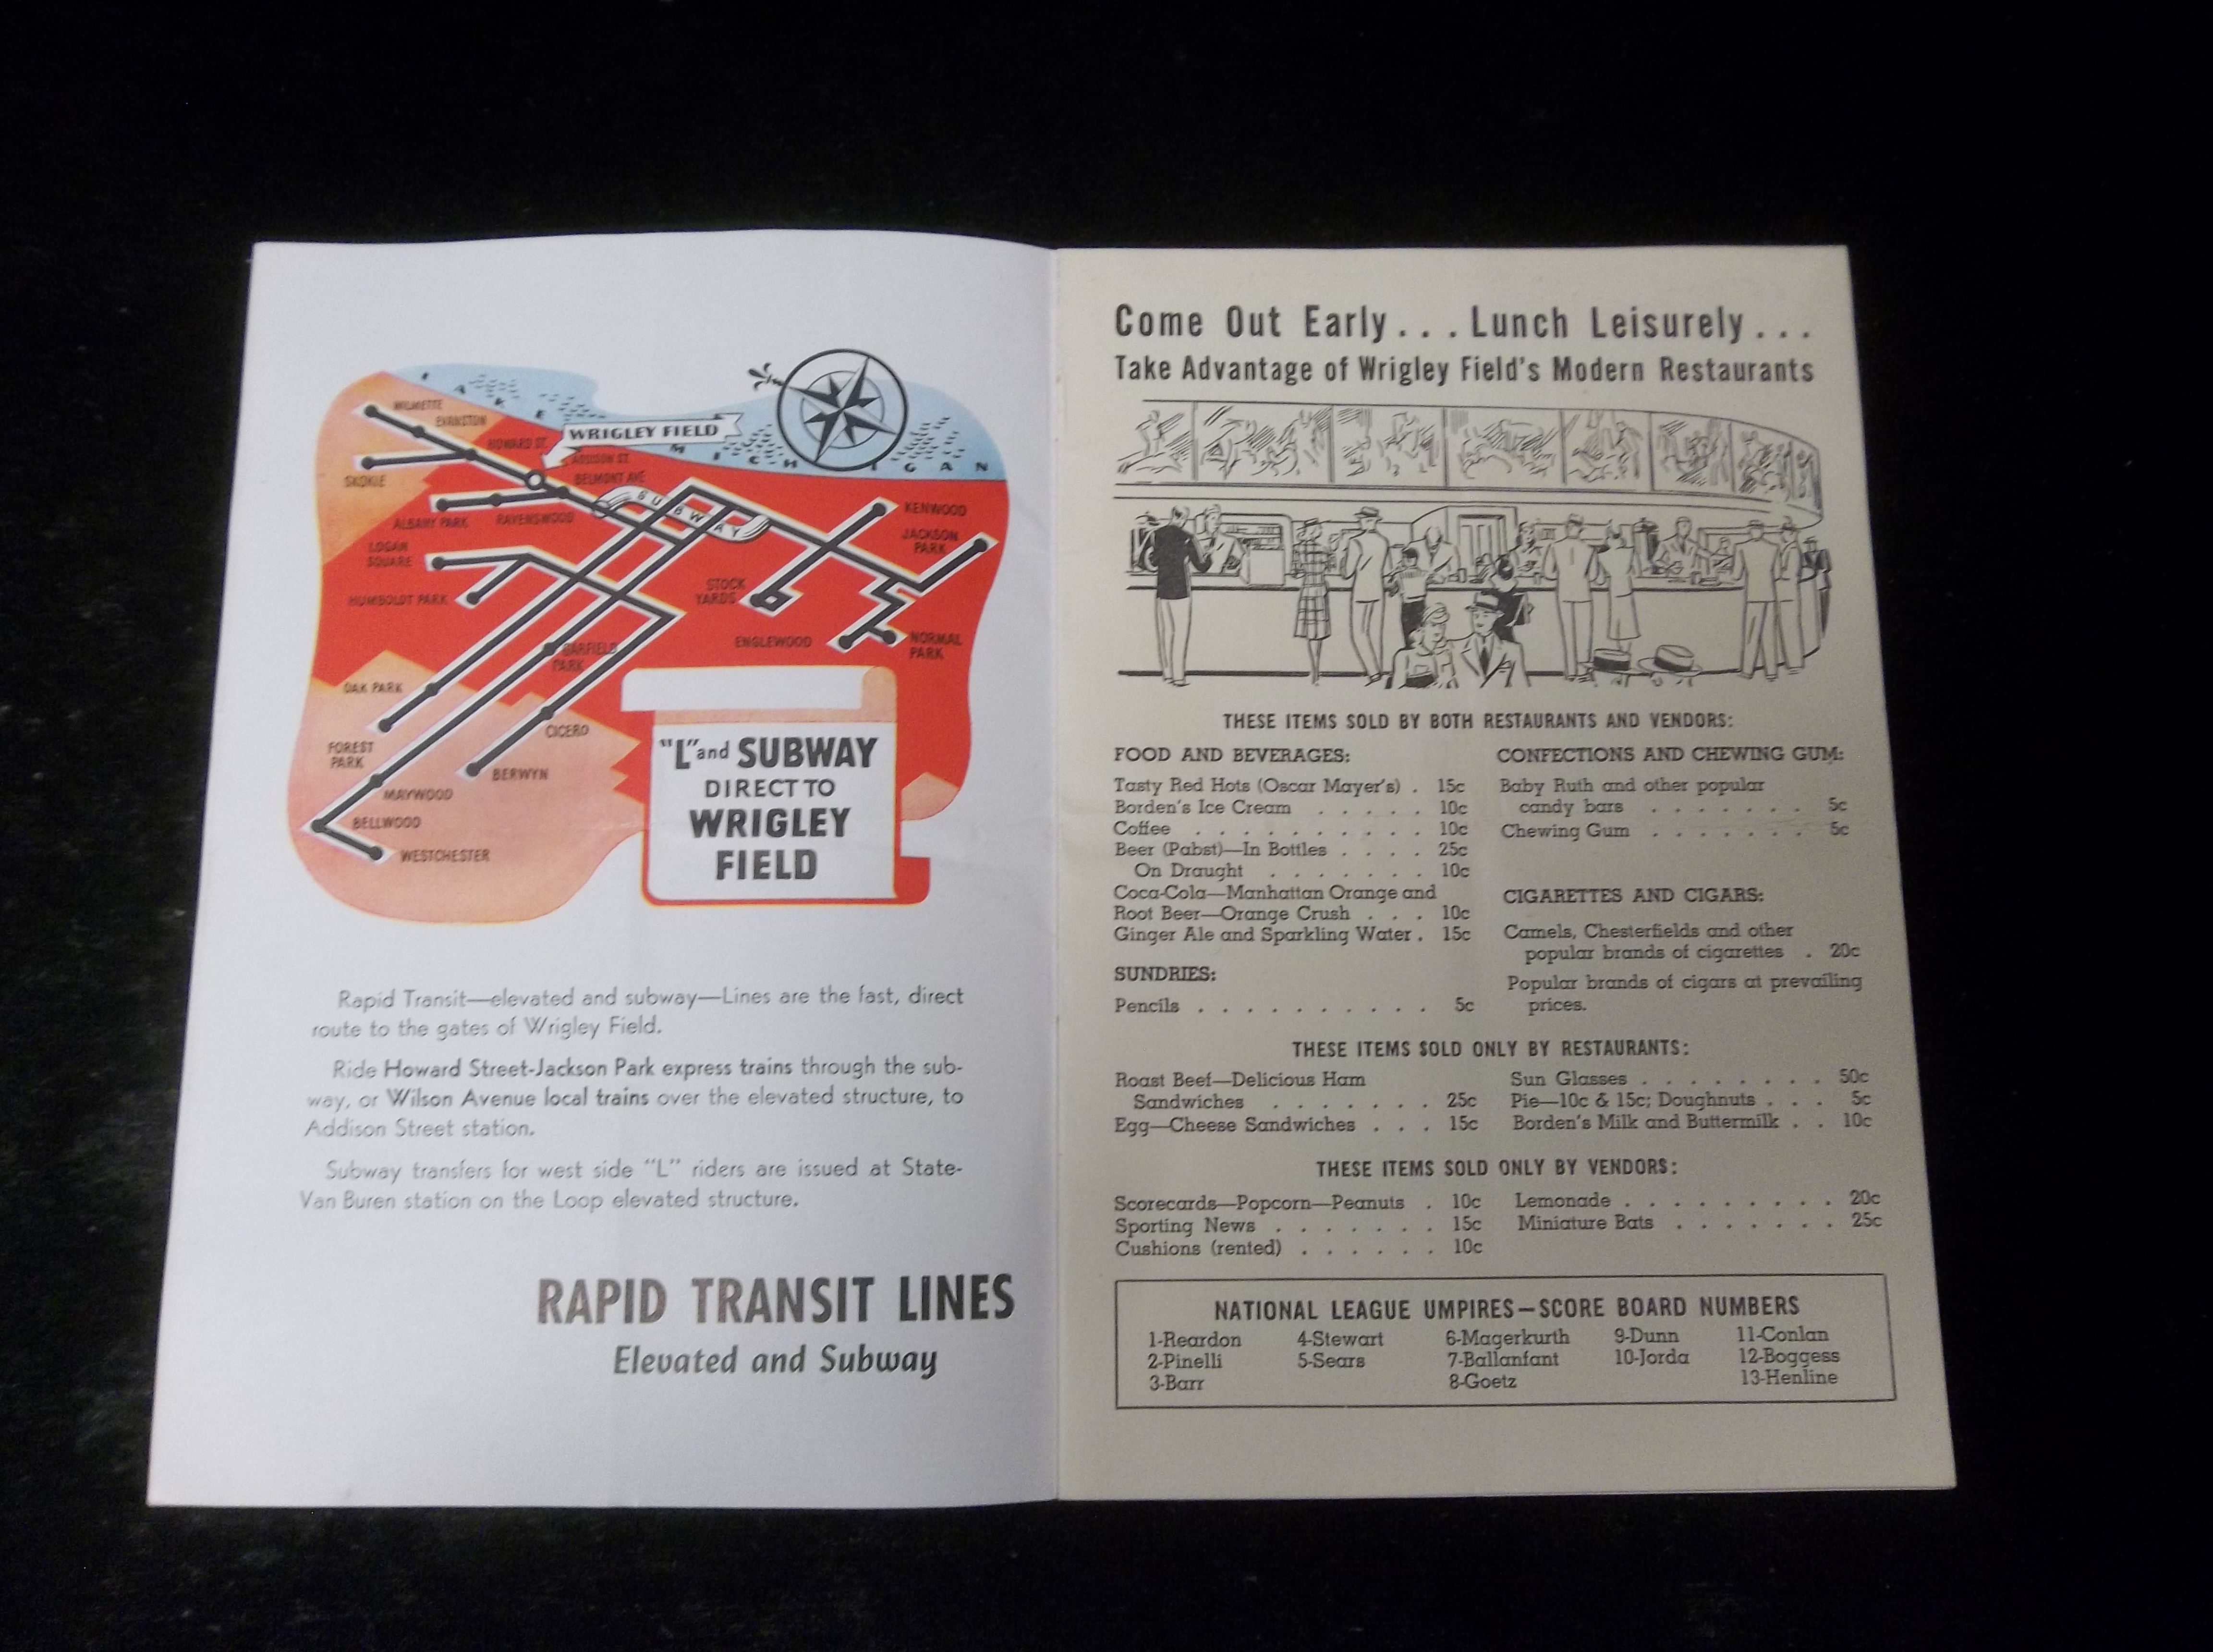 LAKE MICHIGAN
WILMETTE
EVANSTON
HOWARD ST.
WRIGLEY FIELD
ADDISON ST.
BELMONT AVE
SKOKIE
SUBWAY
ALBANY PARK
RAVENSWOOD
KENWOOD
JACKSON
PARK
LOGAN
SQUARE
HUMBOLDT PARK
STOCK
YARDS
ENGLEWOOD
NORMAL
PARK
GARFIELD
PARK
OAK PARK
CICERO
FOREST
PARK
BERWYN
MAYWOOD
BELLWOOD
WESTCHESTER
"L" and SUBWAY
DIRECT TO
WRIGLEY
FIELD
Rapid Transit—elevated and subway—Lines are the fast, direct
route to the gates of Wrigley Field.
Ride Howard Street-Jackson Park express trains through the sub-
way, or Wilson Avenue local trains over the elevated structure, to
Addison Street station.
Subway transfers for west side "L" riders are issued at State-
Van Buren station on the Loop elevated structure.
RAPID TRANSIT LINES
Elevated and Subway
Come Out Early . . . Lunch Leisurely . . .
Take Advantage of Wrigley Field's Modern Restaurants
THESE ITEMS SOLD BY BOTH RESTAURANTS AND VENDORS:
FOOD AND BEVERAGES:
Tasty Red Hots (Oscar Mayer's) . 15c
Borden's Ice Cream . . . . . 10c
Coffee . . . . . . . . . . 10c
Beer (Pabst)—In Bottles . . . . 25c
On Draught . . . . . . . 10c
Coca-Cola—Manhattan Orange and
Root Beer—Orange Crush . . . 10c
Ginger Ale and Sparkling Water . 15c
SUNDRIES:
Pencils . . . . . . . . . . 5c
CONFECTIONS AND CHEWING GUM:
Baby Ruth and other popular
candy bars . . . . . . . 5c
Chewing Gum . . . . . . . 5c
CIGARETTES AND CIGARS:
Camels, Chesterfields and other
popular brands of cigarettes . 20c
Popular brands of cigars at prevailing
prices.
THESE ITEMS SOLD ONLY BY RESTAURANTS:
Roast Beef—Delicious Ham
Sandwiches . . . . . . . 25c
Egg—Cheese Sandwiches . . . 15c
Sun Glasses . . . . . . . . 50c
Pie—10c & 15c; Doughnuts . . . 5c
Borden's Milk and Buttermilk . . 10c
THESE ITEMS SOLD ONLY BY VENDORS:
Scorecards—Popcorn—Peanuts . 10c
Sporting News . . . . . . . 15c
Cushions (rented) . . . . . . 10c
Lemonade . . . . . . . . . 20c
Miniature Bats . . . . . . . 25c
NATIONAL LEAGUE UMPIRES—SCORE BOARD NUMBERS
1-Reardon 4-Stewart 6-Magerkurth 9-Dunn 11-Conlan
2-Pinelli 5-Sears 7-Ballanfant 10-Jorda 12-Boggess
3-Barr 8-Goetz 13-Henline